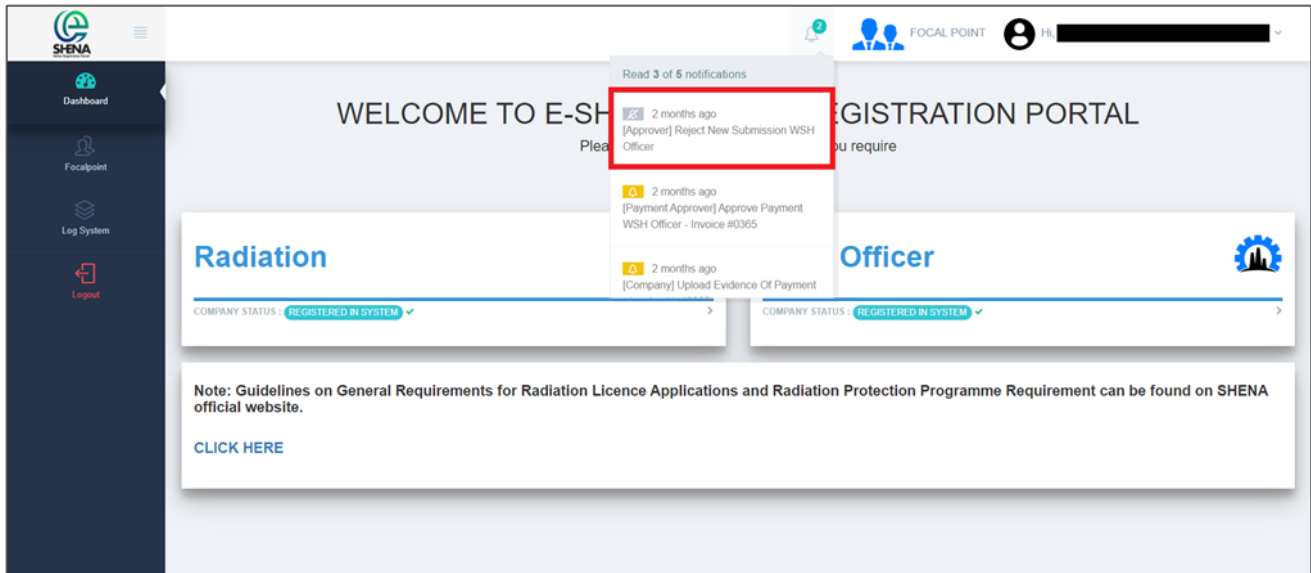 SHENA
2
FOCAL POINT
Hi,
Dashboard
Focalpoint
Log System
Logout
Read 3 of 5 notifications
2 months ago
[Approver] Reject New Submission WSH
Officer
2 months ago
[Payment Approver] Approve Payment
WSH Officer - Invoice #0365
2 months ago
[Company] Upload Evidence Of Payment
WELCOME TO E-SH EGISTRATION PORTAL
Plea ou require
Radiation
COMPANY STATUS : REGISTERED IN SYSTEM
Officer
COMPANY STATUS : REGISTERED IN SYSTEM
Note: Guidelines on General Requirements for Radiation Licence Applications and Radiation Protection Programme Requirement can be found on SHENA
official website.
CLICK HERE